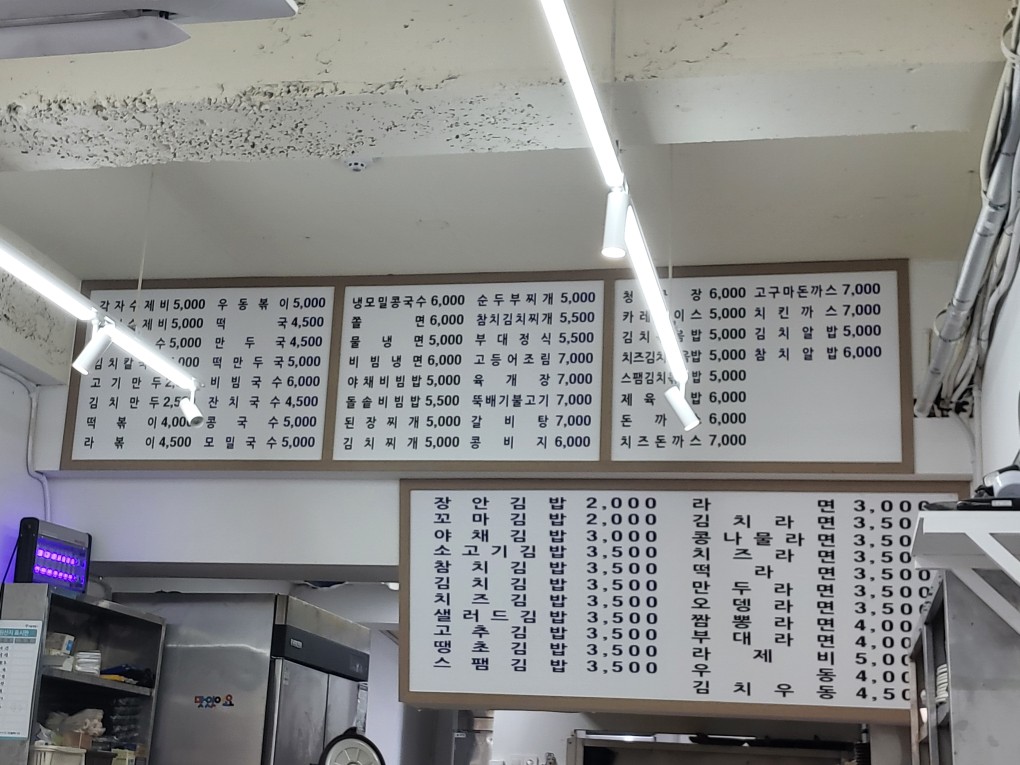 감자수제비 5,000 우동볶이 5,000
제비 5,000 떡국 4,500
수 5,000 만두국 4,500
김치칼 떡만두국 5,000
고기만두 비빔국수 6,000
김치만두 잔치국수 4,500
떡볶이 4,000 콩국수 5,000
라볶이 4,500 모밀국수 5,000
냉모밀콩국수 6,000 순두부찌개 5,000
쫄면 6,000 참치김치찌개 5,500
물냉면 5,000 부대정식 5,500
비빔냉면 6,000 고등어조림 7,000
야채비빔밥 5,000 육개장 7,000
돌솥비빔밥 5,500 뚝배기불고기 7,000
된장찌개 5,000 갈비탕 7,000
김치찌개 5,000 콩비지 6,000
청 장 6,000 고구마돈까스 7,000
카레 이스 5,000 치킨까스 7,000
김치 밥 5,000 김치알밥 5,000
치즈김치 밥 5,000 참치알밥 6,000
스팸김치 밥 5,000
제육 밥 6,000
돈까스 6,000
치즈돈까스 7,000
장안김밥 2,000 라면 3,00
꼬마김밥 2,000 김치라면 3,50
야채김밥 3,000 콩나물라면 3,50
소고기김밥 3,500 치즈라면 3,50
참치김밥 3,500 떡라면 3,500
김치김밥 3,500 만두라면 3,50
치즈김밥 3,500 오뎅라면 3,50
샐러드김밥 3,500 짬뽕라면 4,00
고추김밥 3,500 부대라면 4,00
땡초김밥 3,500 라제비 5,00
스팸김밥 3,500 우동 4,00
김치우동 4,50
맛있어요